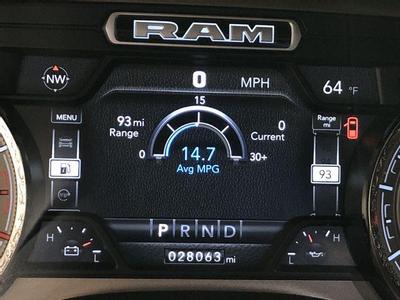 RAM
NW
0 MPH
64 °F
MENU
15
93 mi
Range
0
Current
Range
mi
0
14.7
30+
Avg MPG
93
P R N D
H
H
028063 mi
L
L